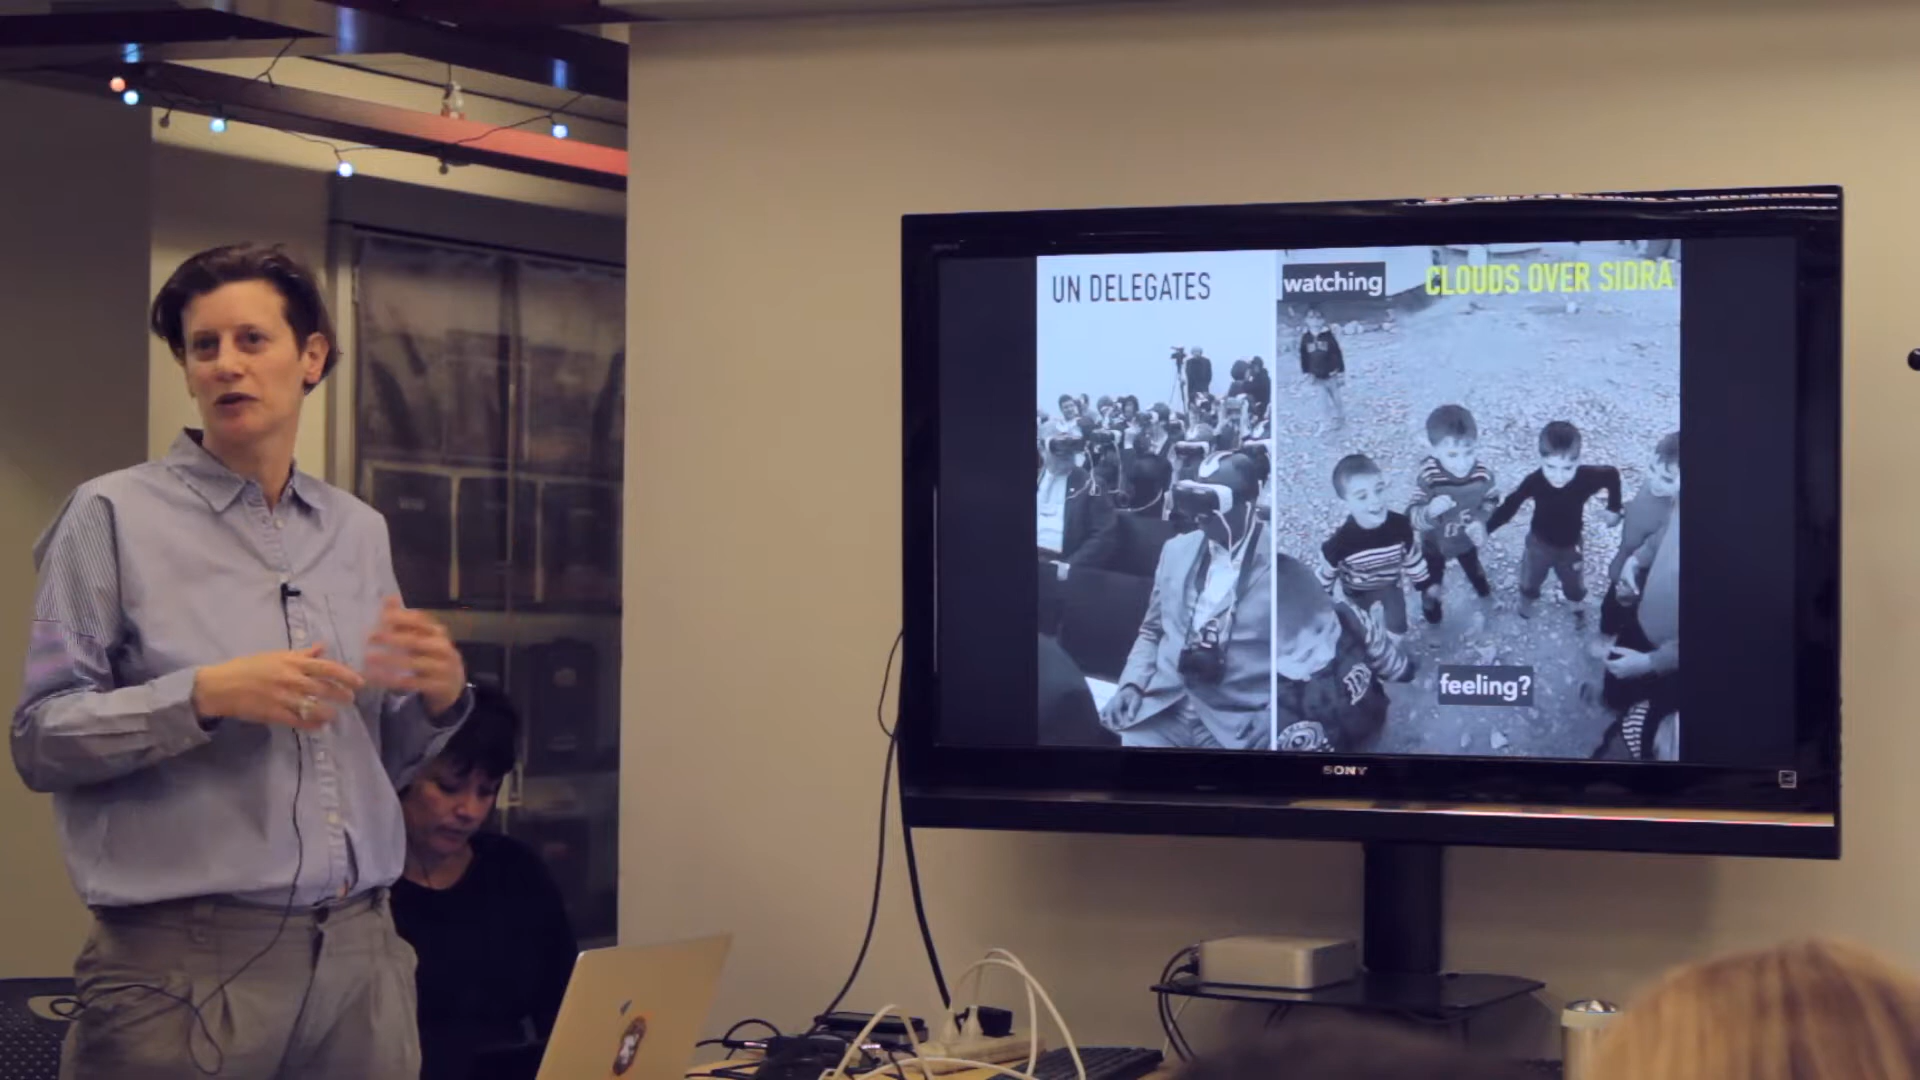 UN DELEGATES
watching
CLOUDS OVER SIDRA
feeling?
SONY